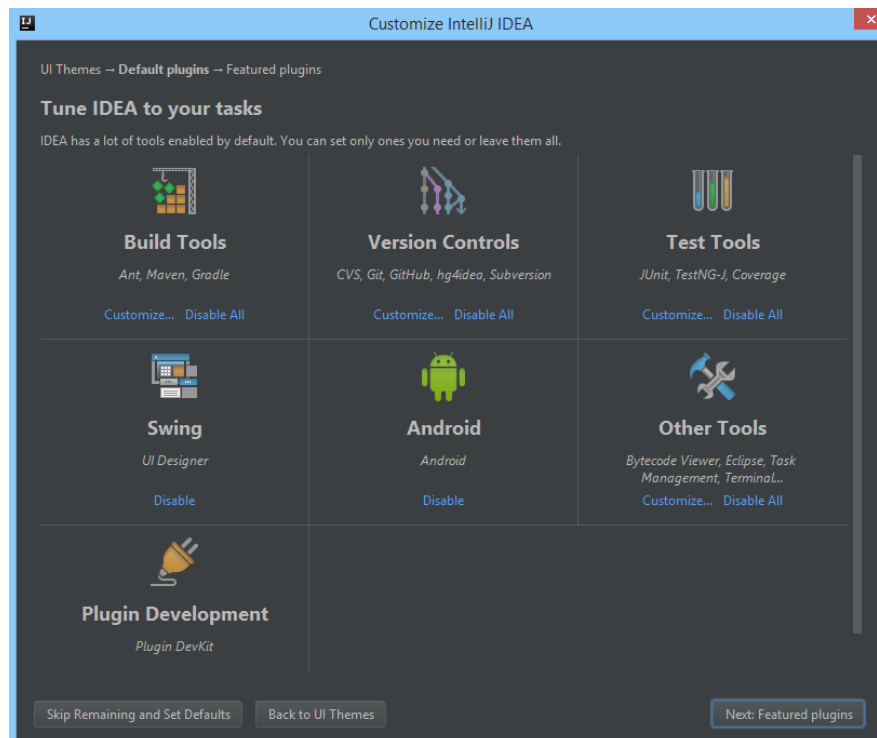 IJ
Customize IntelliJ IDEA
UI Themes → Default plugins → Featured plugins
Tune IDEA to your tasks
IDEA has a lot of tools enabled by default. You can set only ones you need or leave them all.
Build Tools
Ant, Maven, Gradle
Customize... Disable All
Version Controls
CVS, Git, GitHub, hg4idea, Subversion
Customize... Disable All
Test Tools
JUnit, TestNG-J, Coverage
Customize... Disable All
Swing
UI Designer
Disable
Android
Android
Disable
Other Tools
Bytecode Viewer, Eclipse, Task
Management, Terminal...
Customize... Disable All
Plugin Development
Plugin DevKit
Skip Remaining and Set Defaults
Back to UI Themes
Next: Featured plugins